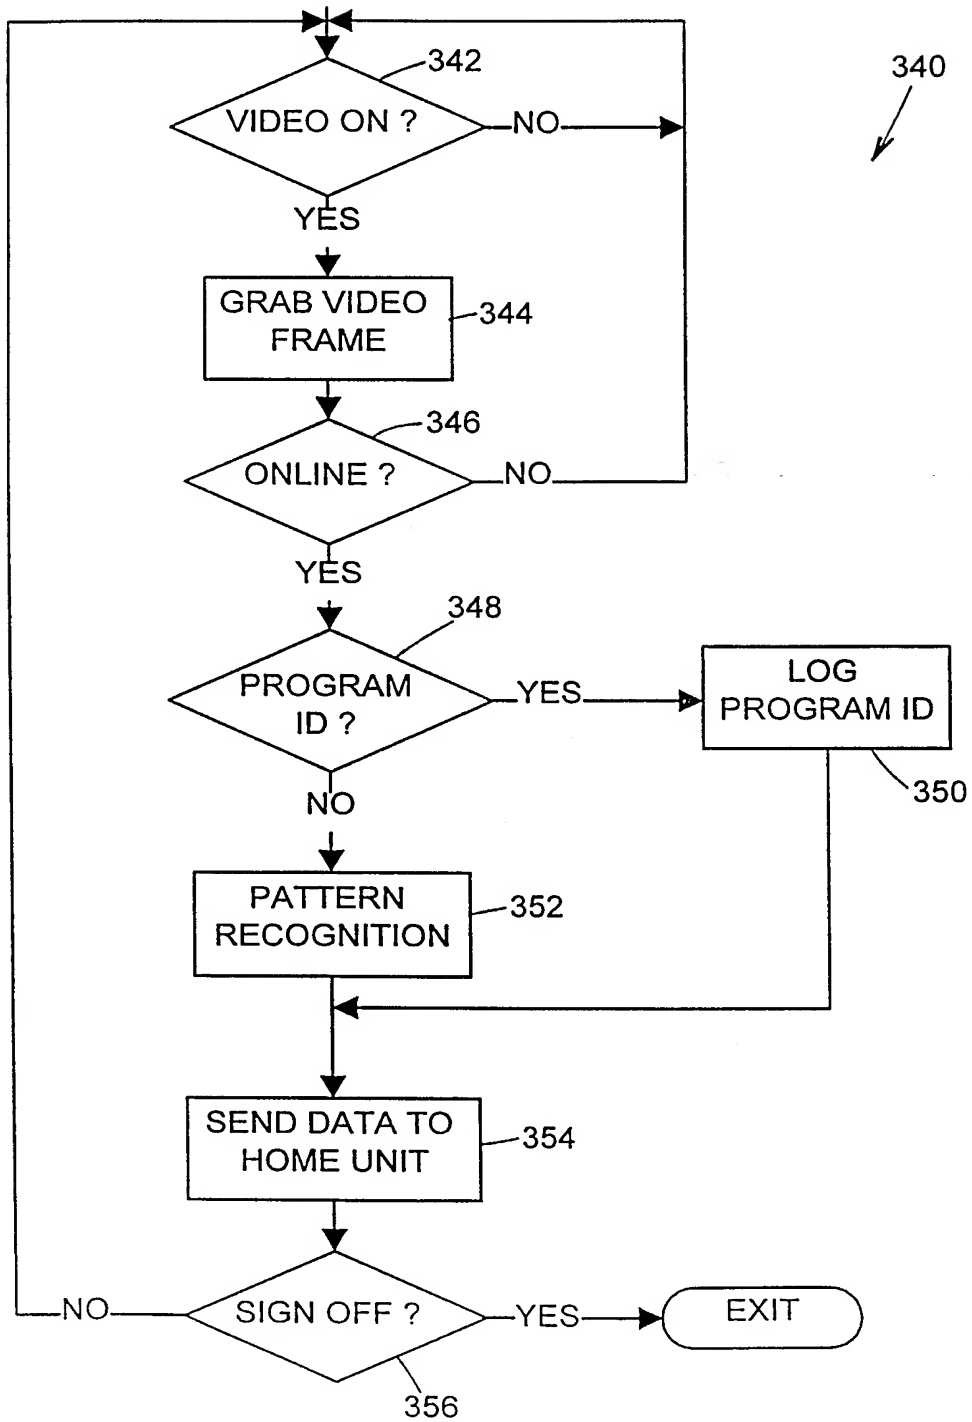 342
340
VIDEO ON ?
NO
YES
GRAB VIDEO
FRAME
344
346
ONLINE ?
NO
YES
348
PROGRAM
ID ?
YES
LOG
PROGRAM ID
350
NO
PATTERN
RECOGNITION
352
SEND DATA TO
HOME UNIT
354
SIGN OFF ?
NO
YES
EXIT
356